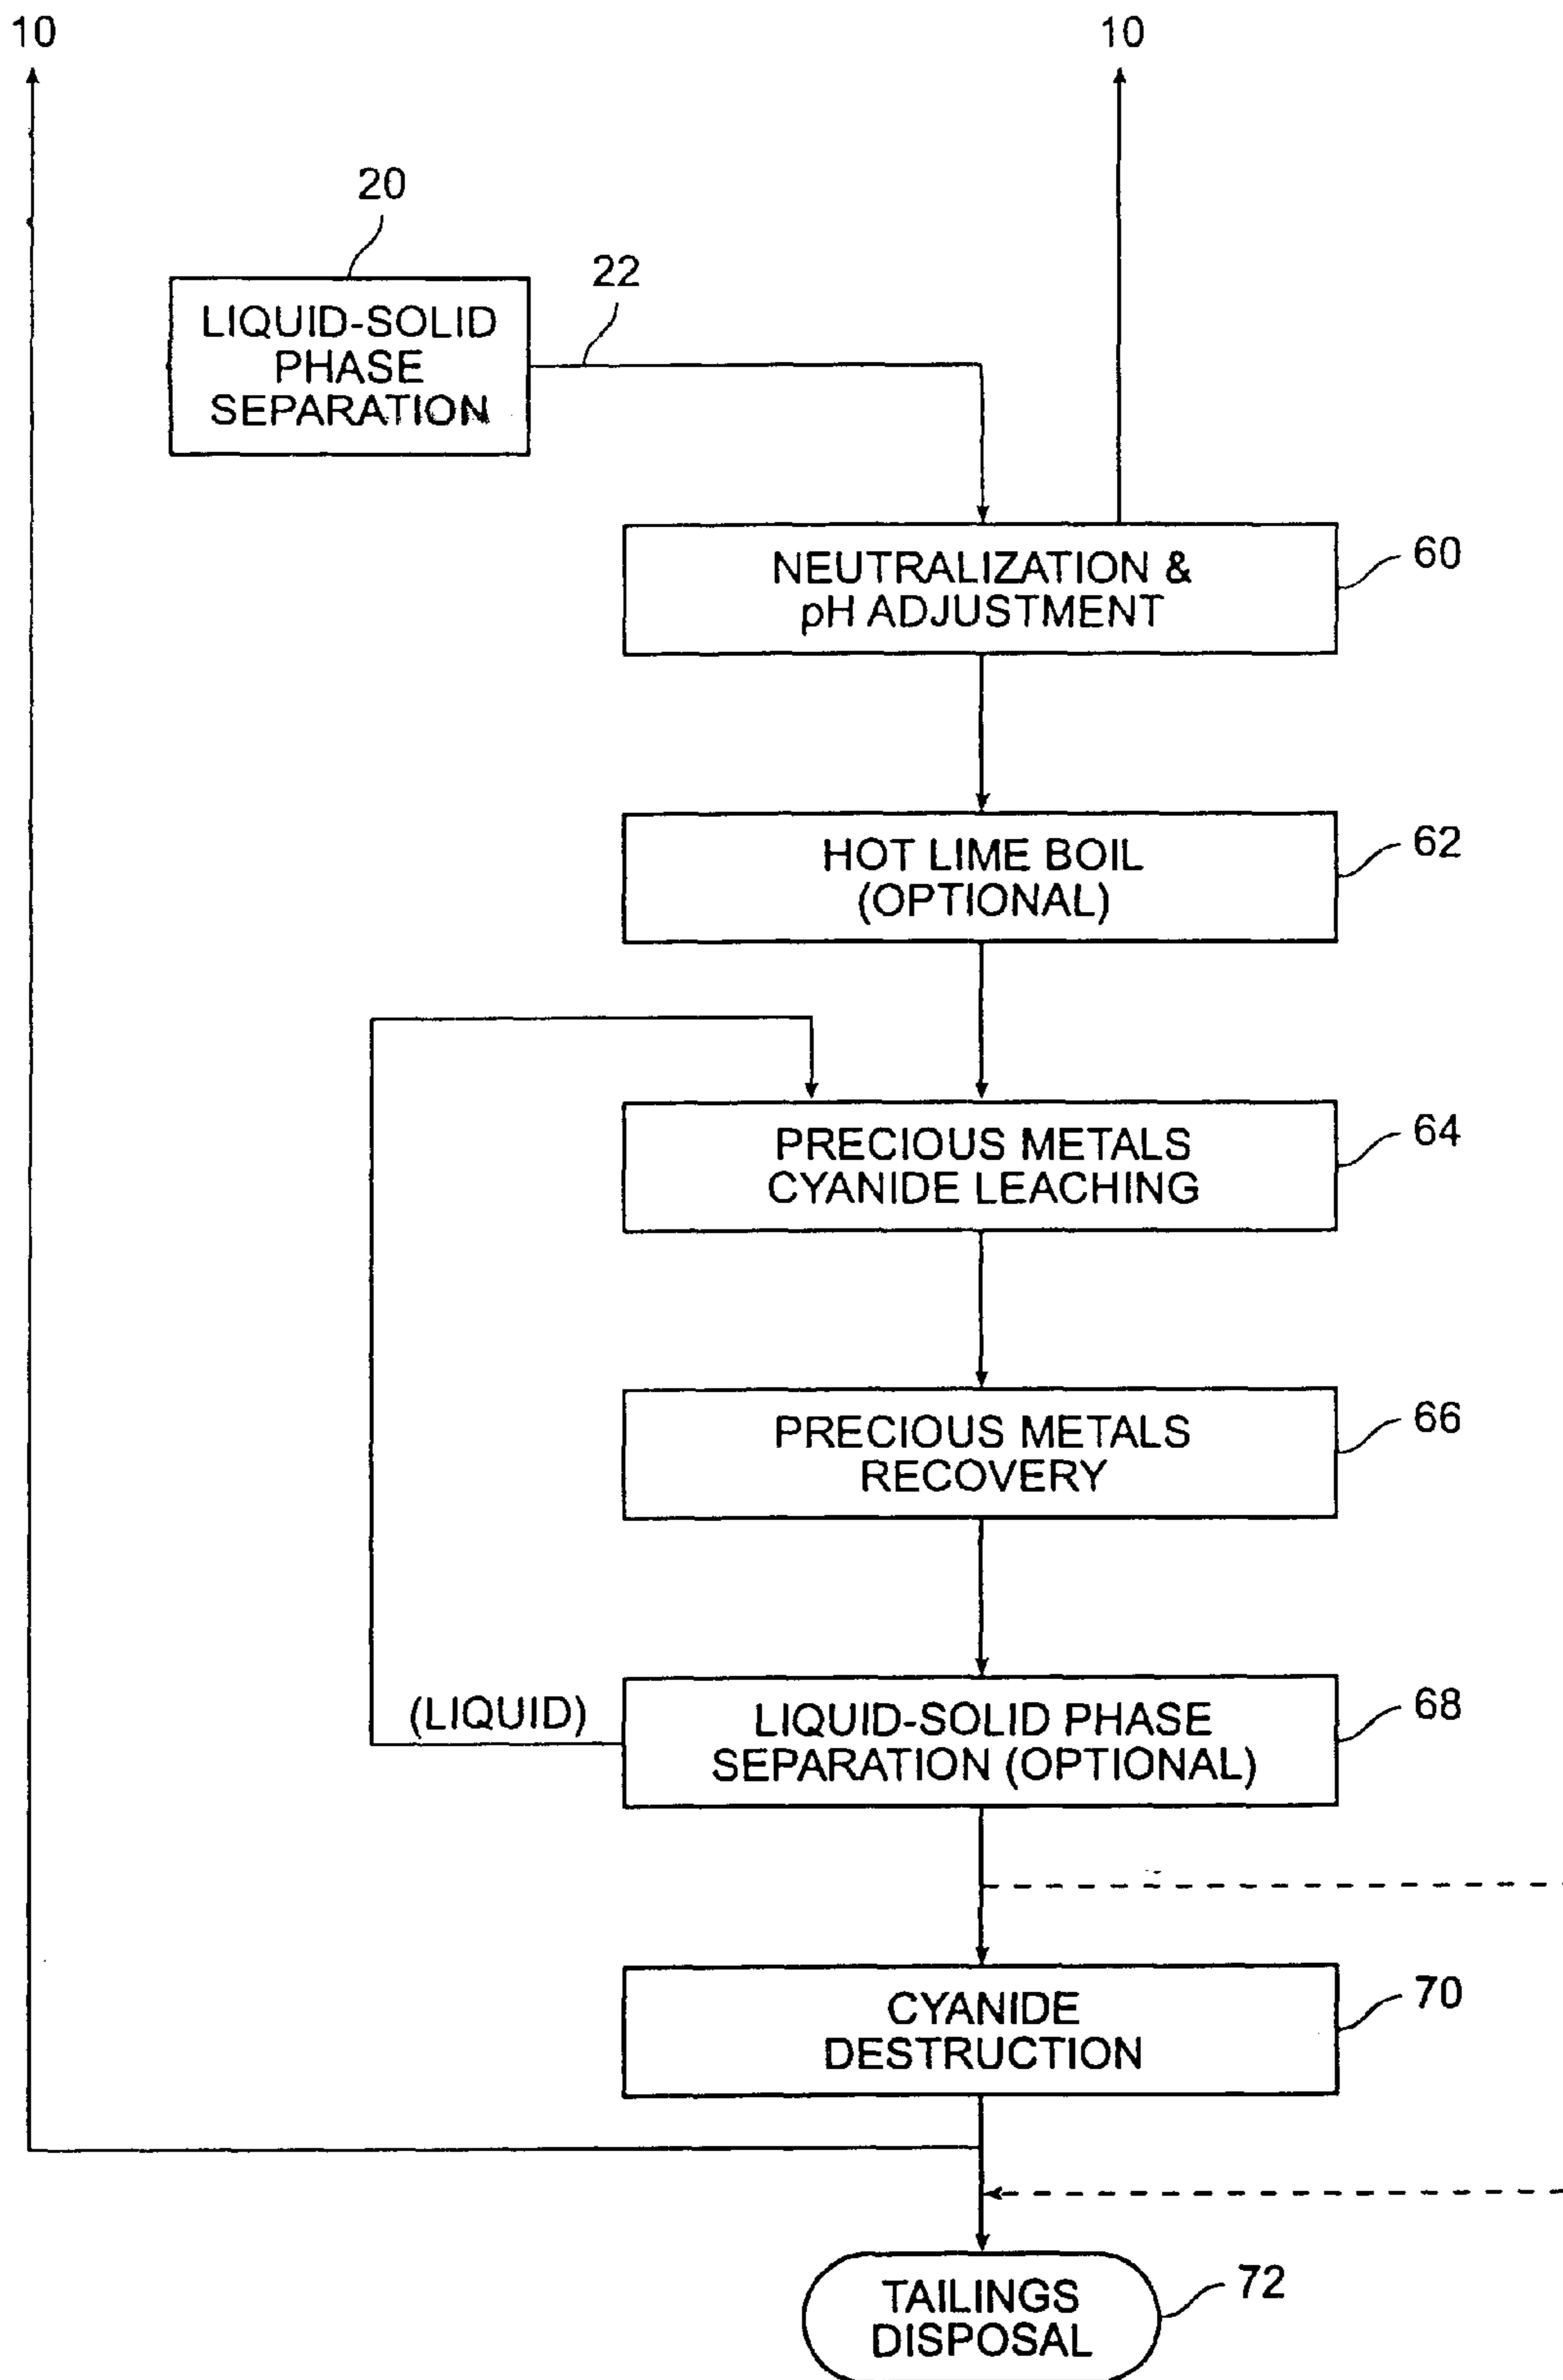 10
10
20
22
LIQUID-SOLID
PHASE
SEPARATION
NEUTRALIZATION &
pH ADJUSTMENT
60
HOT LIME BOIL
(OPTIONAL)
62
PRECIOUS METALS
CYANIDE LEACHING
64
PRECIOUS METALS
RECOVERY
66
(LIQUID)
LIQUID-SOLID PHASE
SEPARATION (OPTIONAL)
68
CYANIDE
DESTRUCTION
70
TAILINGS
DISPOSAL
72